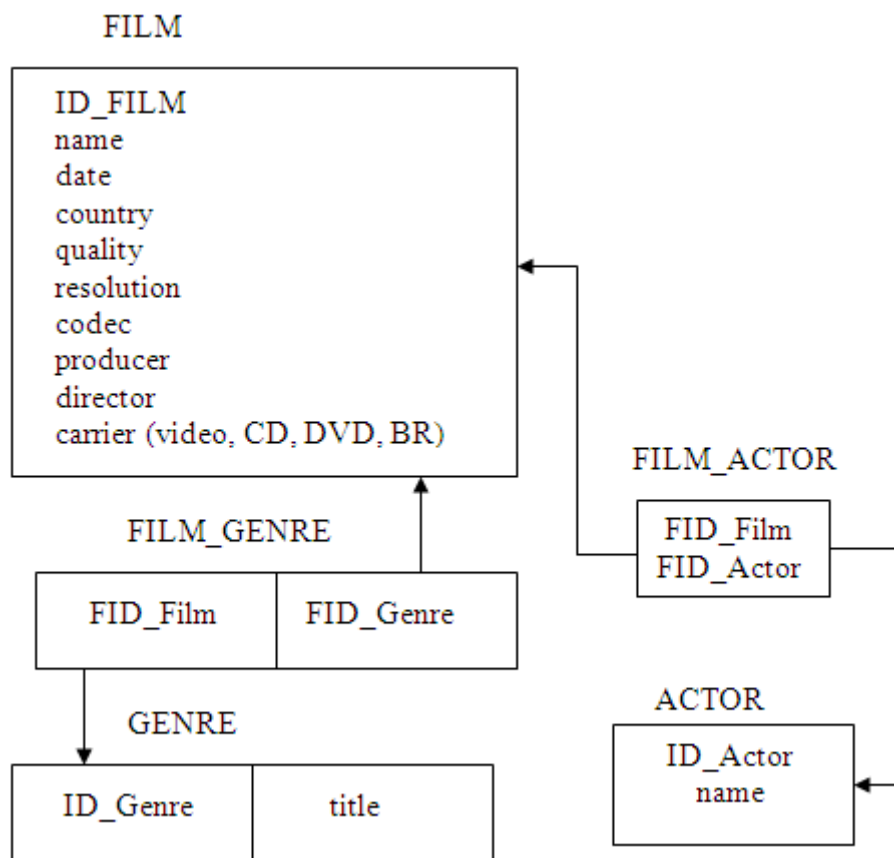 FILM
ID_FILM
name
date
country
quality
resolution
codec
producer
director
carrier (video, CD, DVD, BR)
FILM_GENRE
FID_Film FID_Genre
GENRE
ID_Genre title
FILM_ACTOR
FID_Film
FID_Actor
ACTOR
ID_Actor
name